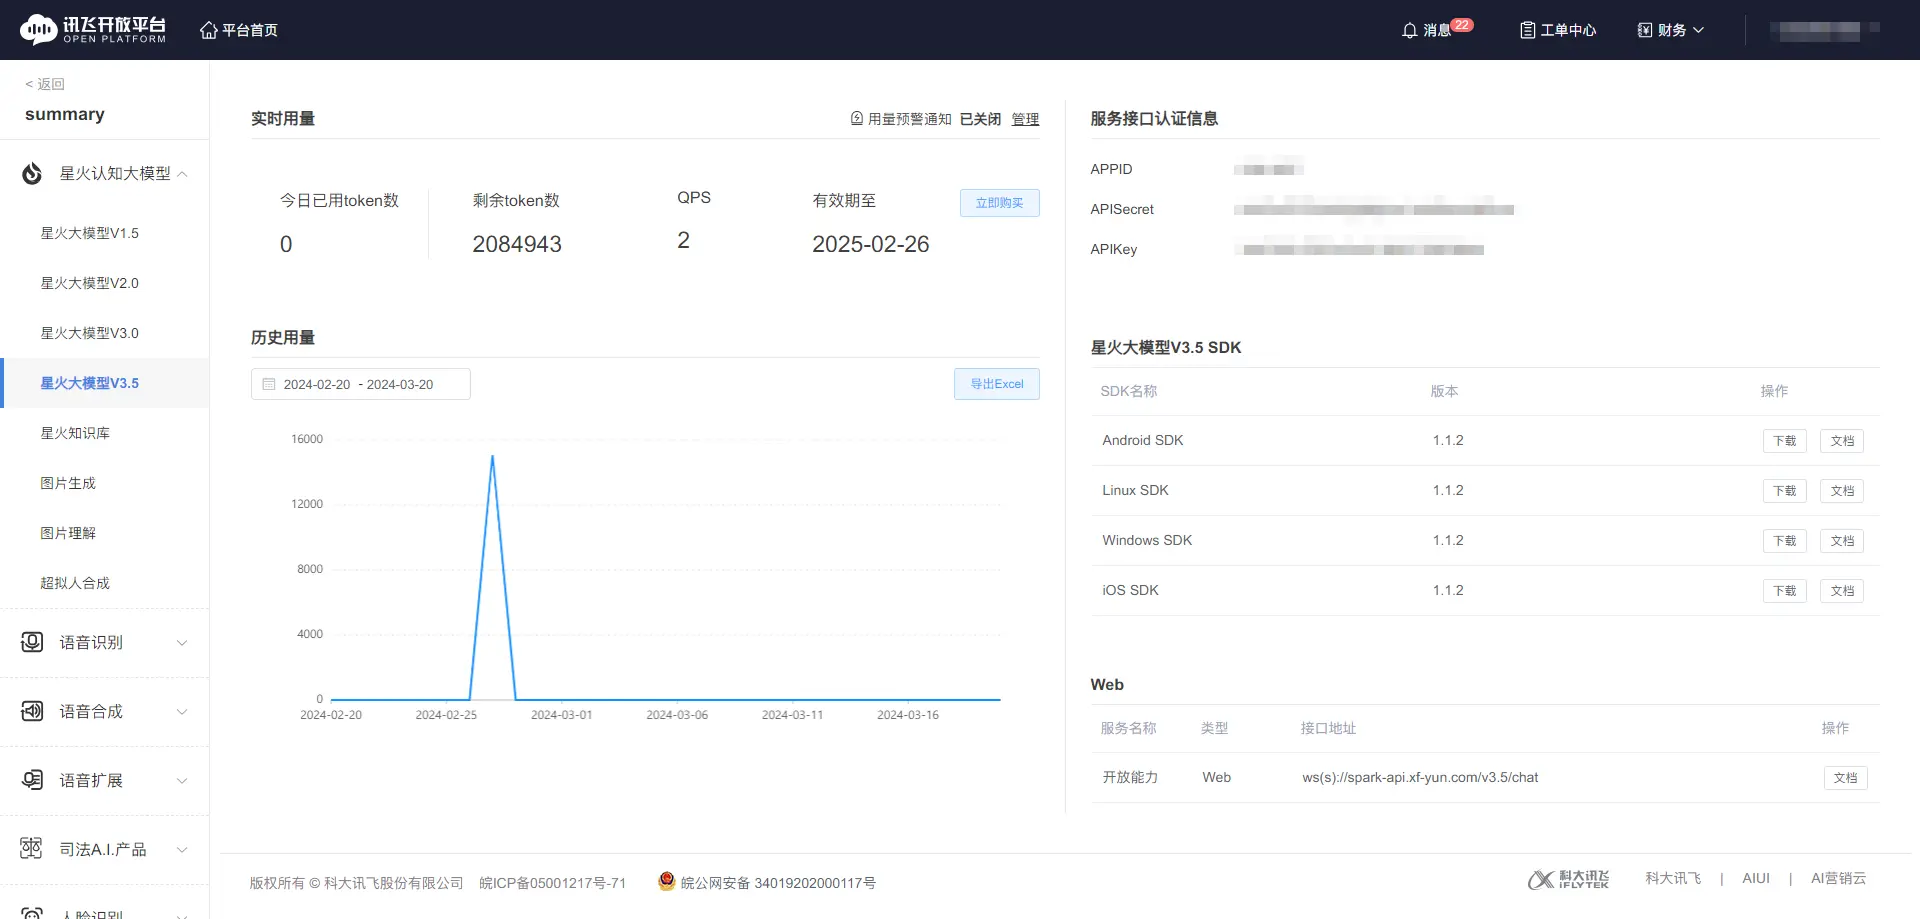 讯飞开放平台
OPEN PLATFORM
平台首页
消息 22
工单中心
财务
< 返回
summary
星火认知大模型
星火大模型V1.5
星火大模型V2.0
星火大模型V3.0
星火大模型V3.5
星火知识库
图片生成
图片理解
超拟人合成
语音识别
语音合成
语音扩展
司法A.I.产品
人脸识别
实时用量
用量预警通知 已关闭 管理
今日已用token数 剩余token数 QPS 有效期至 立即购买
0 2084943 2 2025-02-26
历史用量
2024-02-20 - 2024-03-20 导出Excel
16000
12000
8000
4000
0
2024-02-20 2024-02-25 2024-03-01 2024-03-06 2024-03-11 2024-03-16
服务接口认证信息
APPID
APISecret
APIKey
星火大模型V3.5 SDK
SDK名称 版本 操作
Android SDK 1.1.2 下载 文档
Linux SDK 1.1.2 下载 文档
Windows SDK 1.1.2 下载 文档
iOS SDK 1.1.2 下载 文档
Web
服务名称 类型 接口地址 操作
开放能力 Web ws(s)://spark-api.xf-yun.com/v3.5/chat 文档
版权所有 © 科大讯飞股份有限公司 皖ICP备05001217号-71 皖公网安备 34019202000117号
科大讯飞
iFLYTEK
科大讯飞 | AIUI | AI营销云